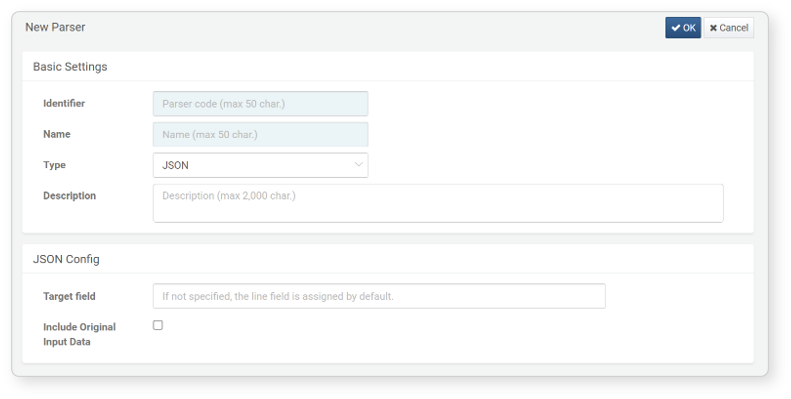 New Parser
OK Cancel
Basic Settings
Identifier Parser code (max 50 char.)
Name Name (max 50 char.)
Type JSON
Description Description (max 2,000 char.)
JSON Config
Target field If not specified, the line field is assigned by default.
Include Original
Input Data